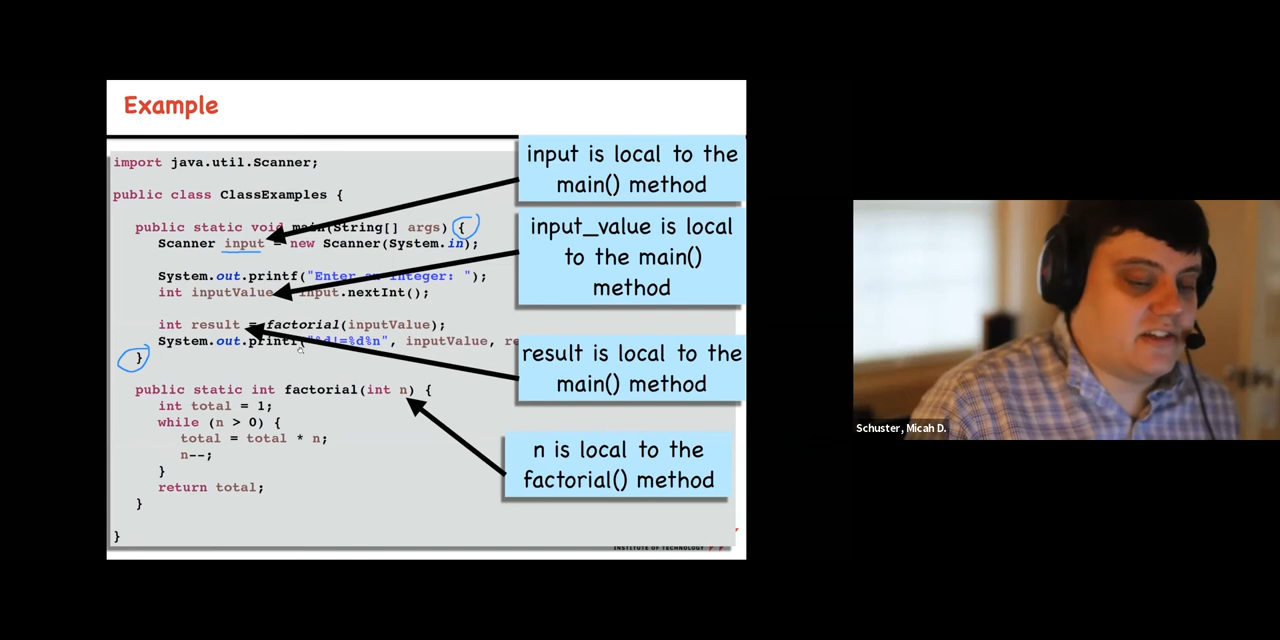 Example
import java.util.Scanner;
public class ClassExamples {
public static void main(String[] args) {
Scanner input = new Scanner(System.in);
System.out.printf("Enter an integer: ");
int inputValue = input.nextInt();
int result = factorial(inputValue);
System.out.printf("%d!=%d%n", inputValue, re
}
public static int factorial(int n) {
int total = 1;
while (n > 0) {
total = total * n;
n--;
}
return total;
}
}
input is local to the
main() method
input_value is local
to the main()
method
result is local to the
main() method
n is local to the
factorial() method
INSTITUTE OF TECHNOLOGY
Schuster, Micah D.